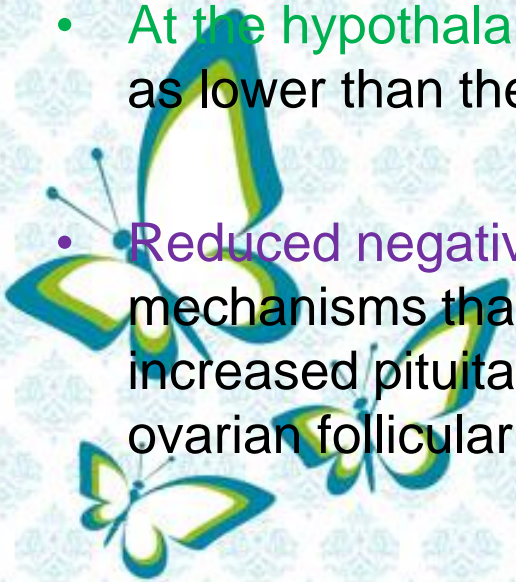 • At the hypothala
as lower than the
• Reduced negativ
mechanisms tha
increased pituita
ovarian follicular